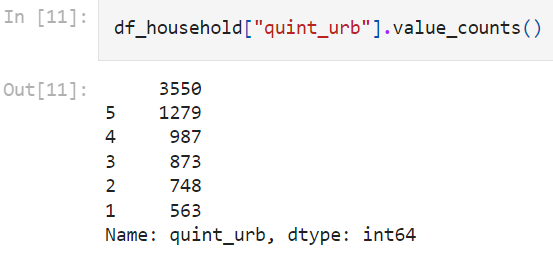 In [11]: df_household["quint_urb"].value_counts()
Out[11]: 3550
5 1279
4 987
3 873
2 748
1 563
Name: quint_urb, dtype: int64